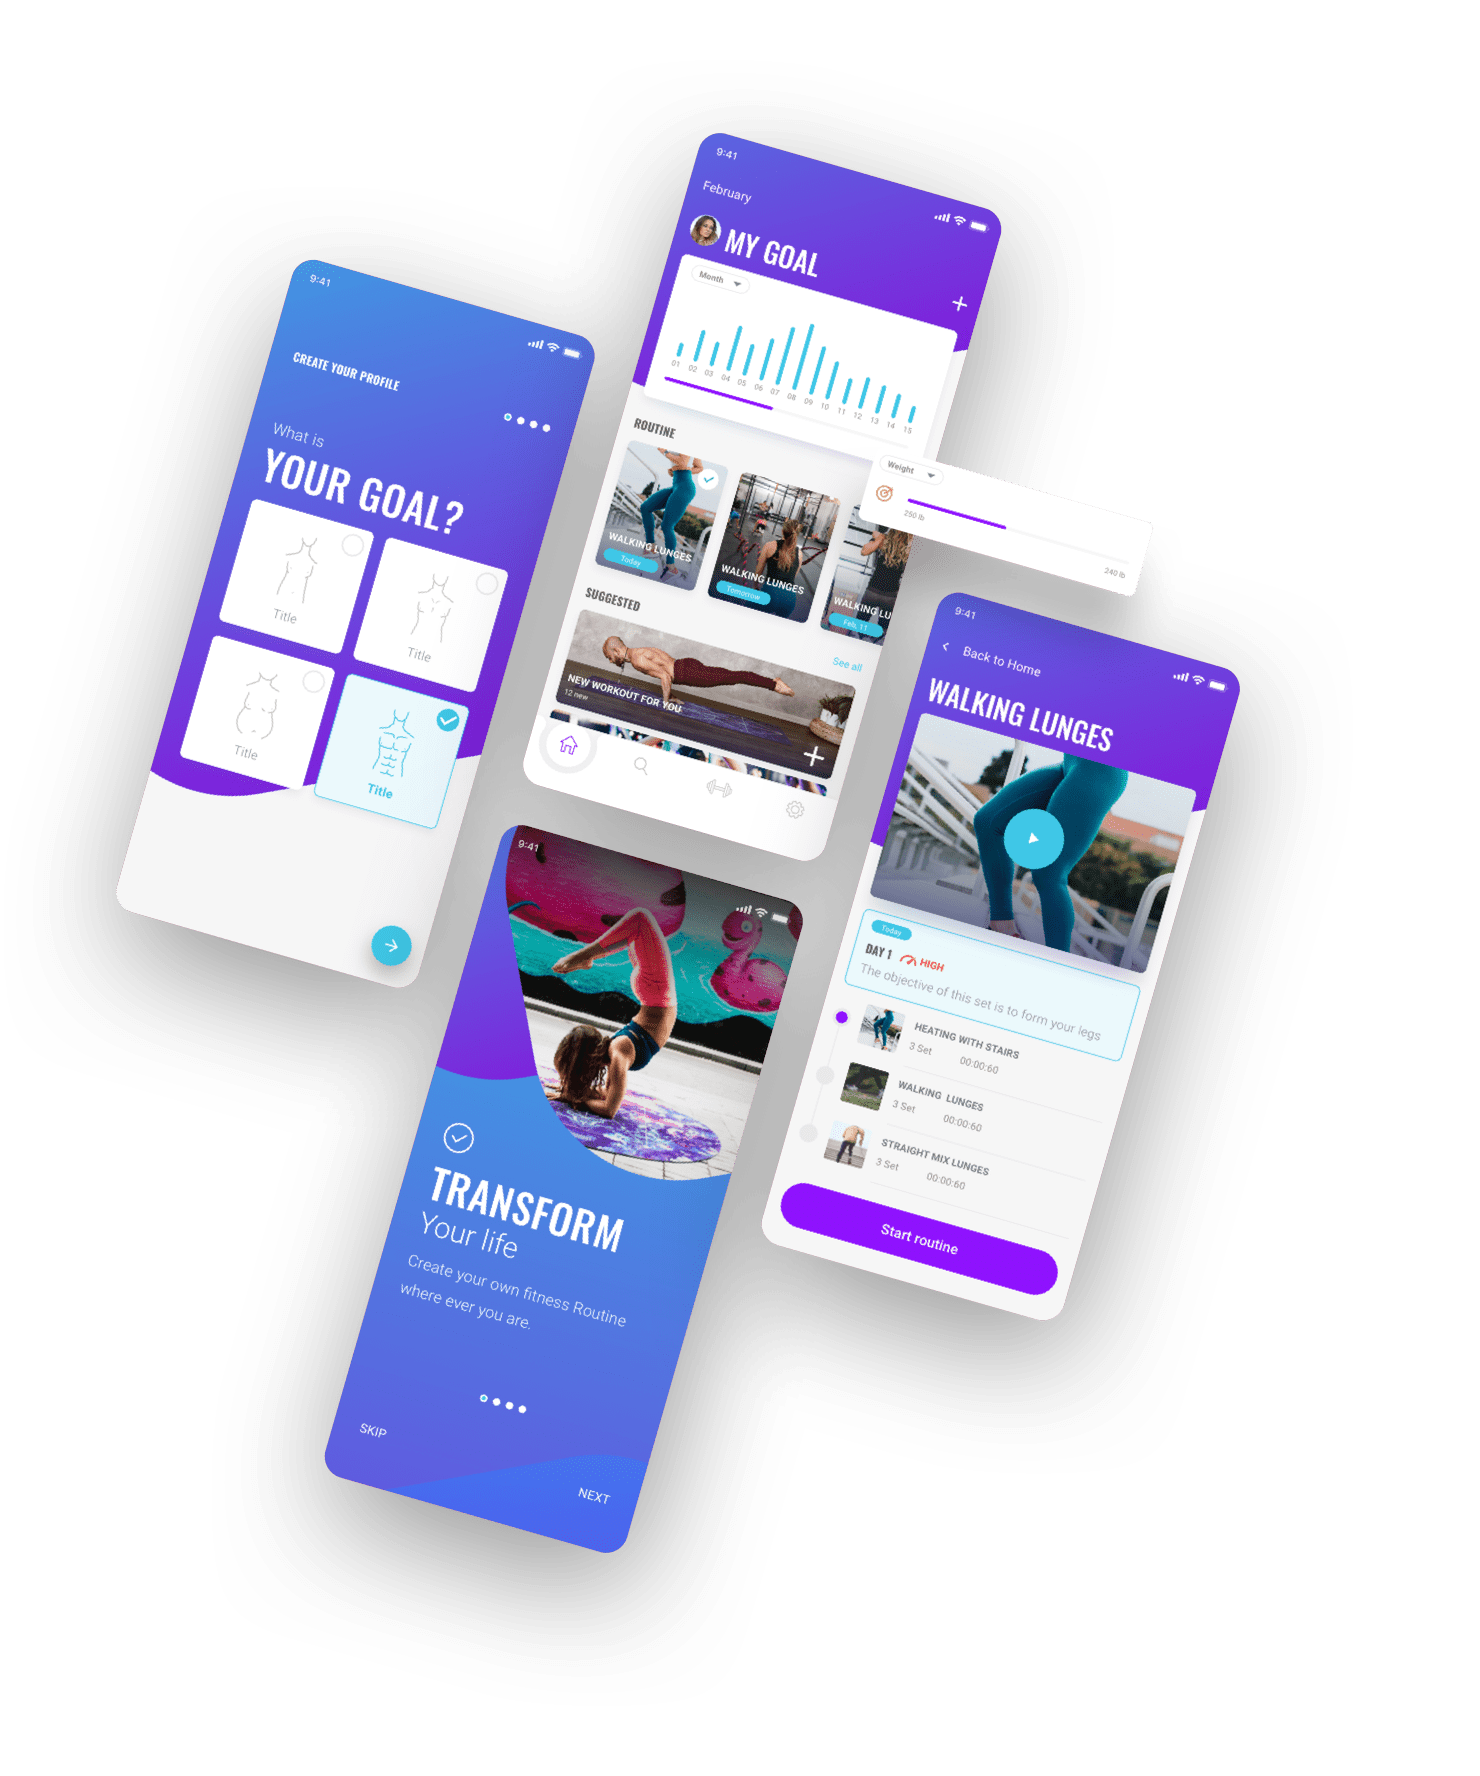 9:41
CREATE YOUR PROFILE
What is
YOUR GOAL?
Title
Title
Title
Title
9:41
February
MY GOAL
Month
01 02 03 04 05 06 07 08 09 10 11 12 13 14 15
Weight
250 lb
240 lb
ROUTINE
WALKING LUNGES
Today
WALKING LUNGES
Tomorrow
WALKING LU
Feb. 11
SUGGESTED
See all
NEW WORKOUT FOR YOU
12 new
9:41
TRANSFORM
Your life
Create your own fitness Routine
where ever you are.
SKIP
NEXT
9:41
Back to Home
WALKING LUNGES
Today
DAY 1 HIGH
The objective of this set is to form your legs
HEATING WITH STAIRS
3 Set 00:00:60
WALKING LUNGES
3 Set 00:00:60
STRAIGHT MIX LUNGES
3 Set 00:00:60
Start routine